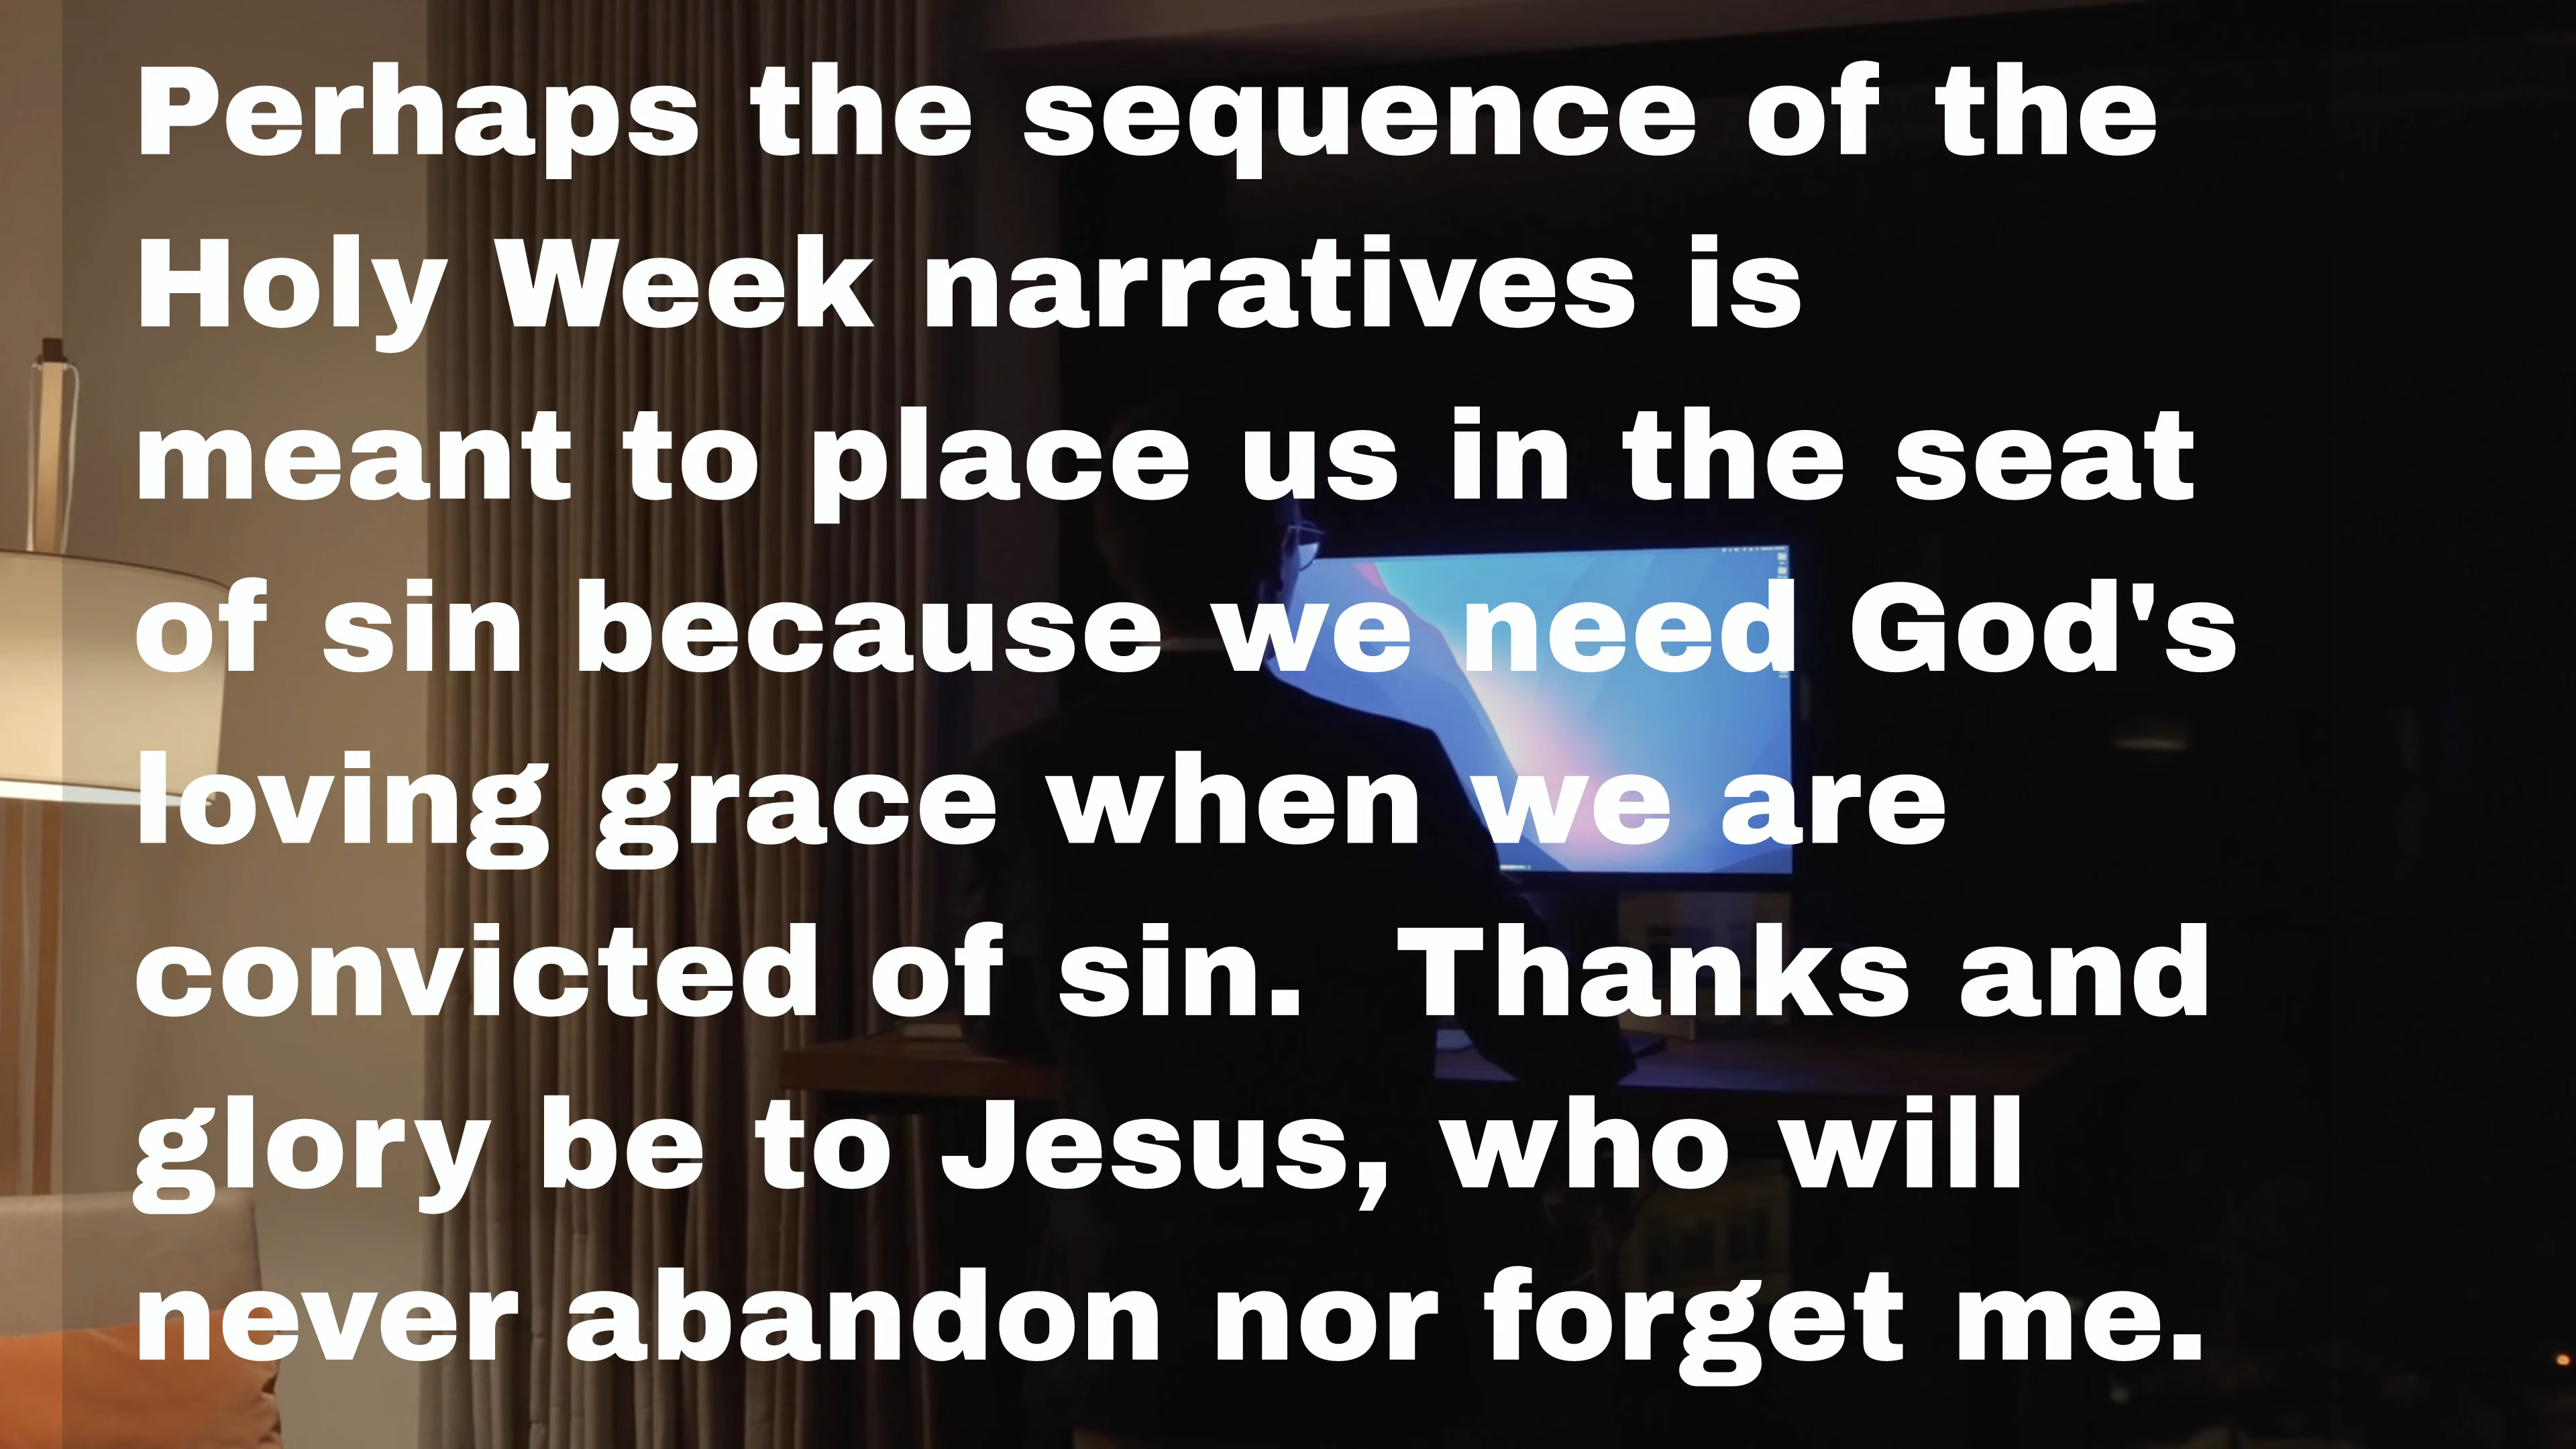 Perhaps the sequence of the
Holy Week narratives is
meant to place us in the seat
of sin because we need God's
loving grace when we are
convicted of sin.  Thanks and
glory be to Jesus, who will
never abandon nor forget me.